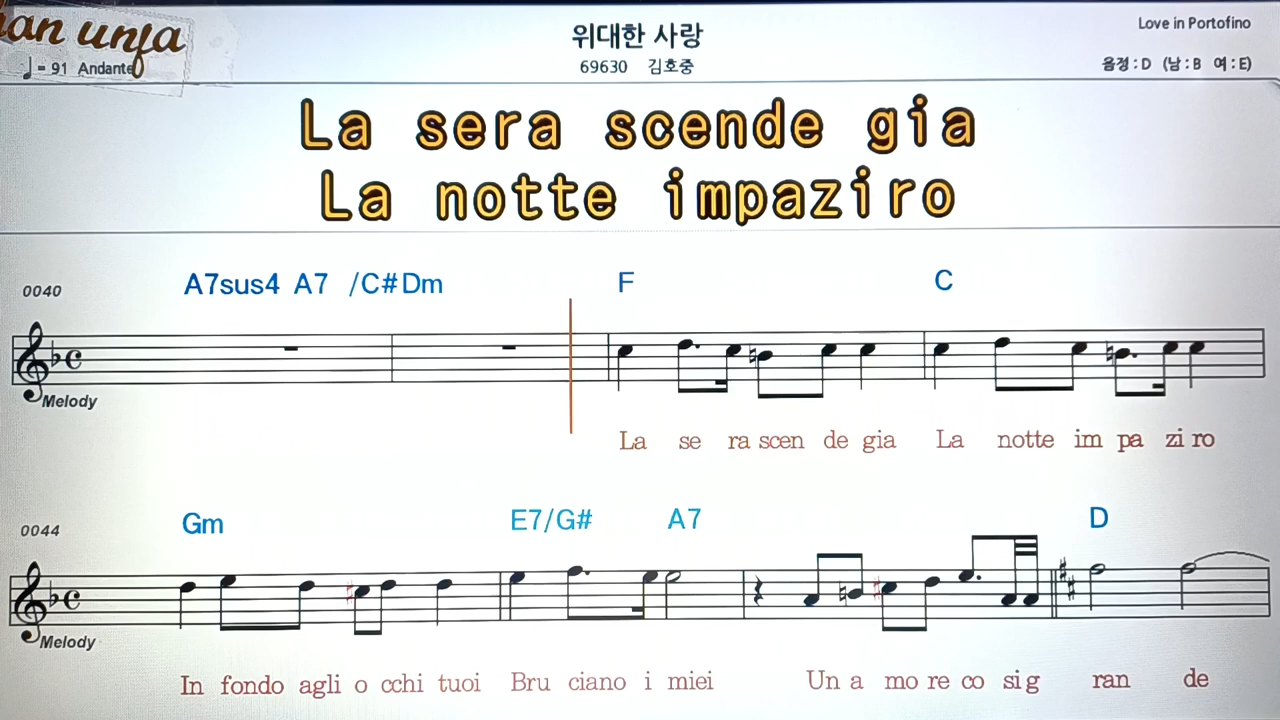 위대한 사랑
Love in Portofino
♩= 91 Andante
69630 김호중
음정 : D (남 : B 여 : E)
La sera scende gia
La notte impaziro
0040
A7sus4 A7 /C# Dm F C
Melody
La se ra scen de gia La notte im pa zi ro
0044
Gm E7/G# A7 D
Melody
In fondo agli o cchi tuoi Bru ciano i miei Un a mo re co sig ran de